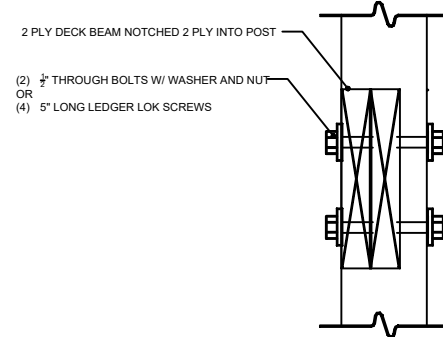 2 PLY DECK BEAM NOTCHED 2 PLY INTO POST
(2) ½" THROUGH BOLTS W/ WASHER AND NUT
OR
(4) 5" LONG LEDGER LOK SCREWS